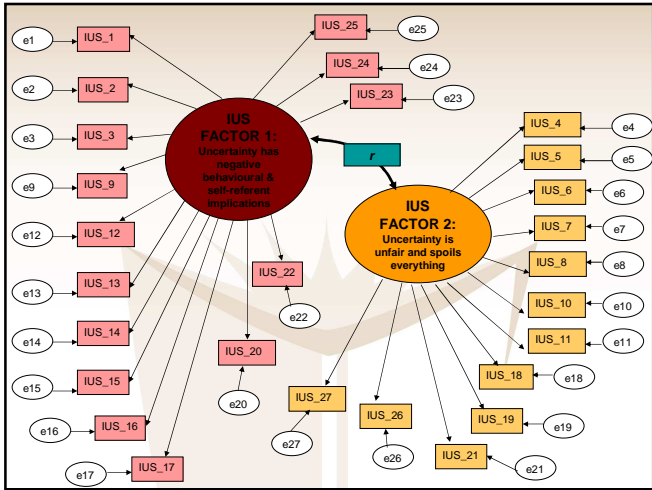 e1
IUS_1
e2
IUS_2
e3
IUS_3
e9
IUS_9
e12
IUS_12
e13
IUS_13
e14
IUS_14
e15
IUS_15
e16
IUS_16
e17
IUS_17
IUS_25
e25
IUS_24
e24
IUS_23
e23
IUS
FACTOR 1:
Uncertainty has
negative
behavioural &
self-referent
implications
r
IUS_22
e22
IUS_20
e20
IUS
FACTOR 2:
Uncertainty is
unfair and spoils
everything
IUS_4
e4
IUS_5
e5
IUS_6
e6
IUS_7
e7
IUS_8
e8
IUS_10
e10
IUS_11
e11
IUS_18
e18
IUS_19
e19
IUS_21
e21
IUS_26
e26
IUS_27
e27